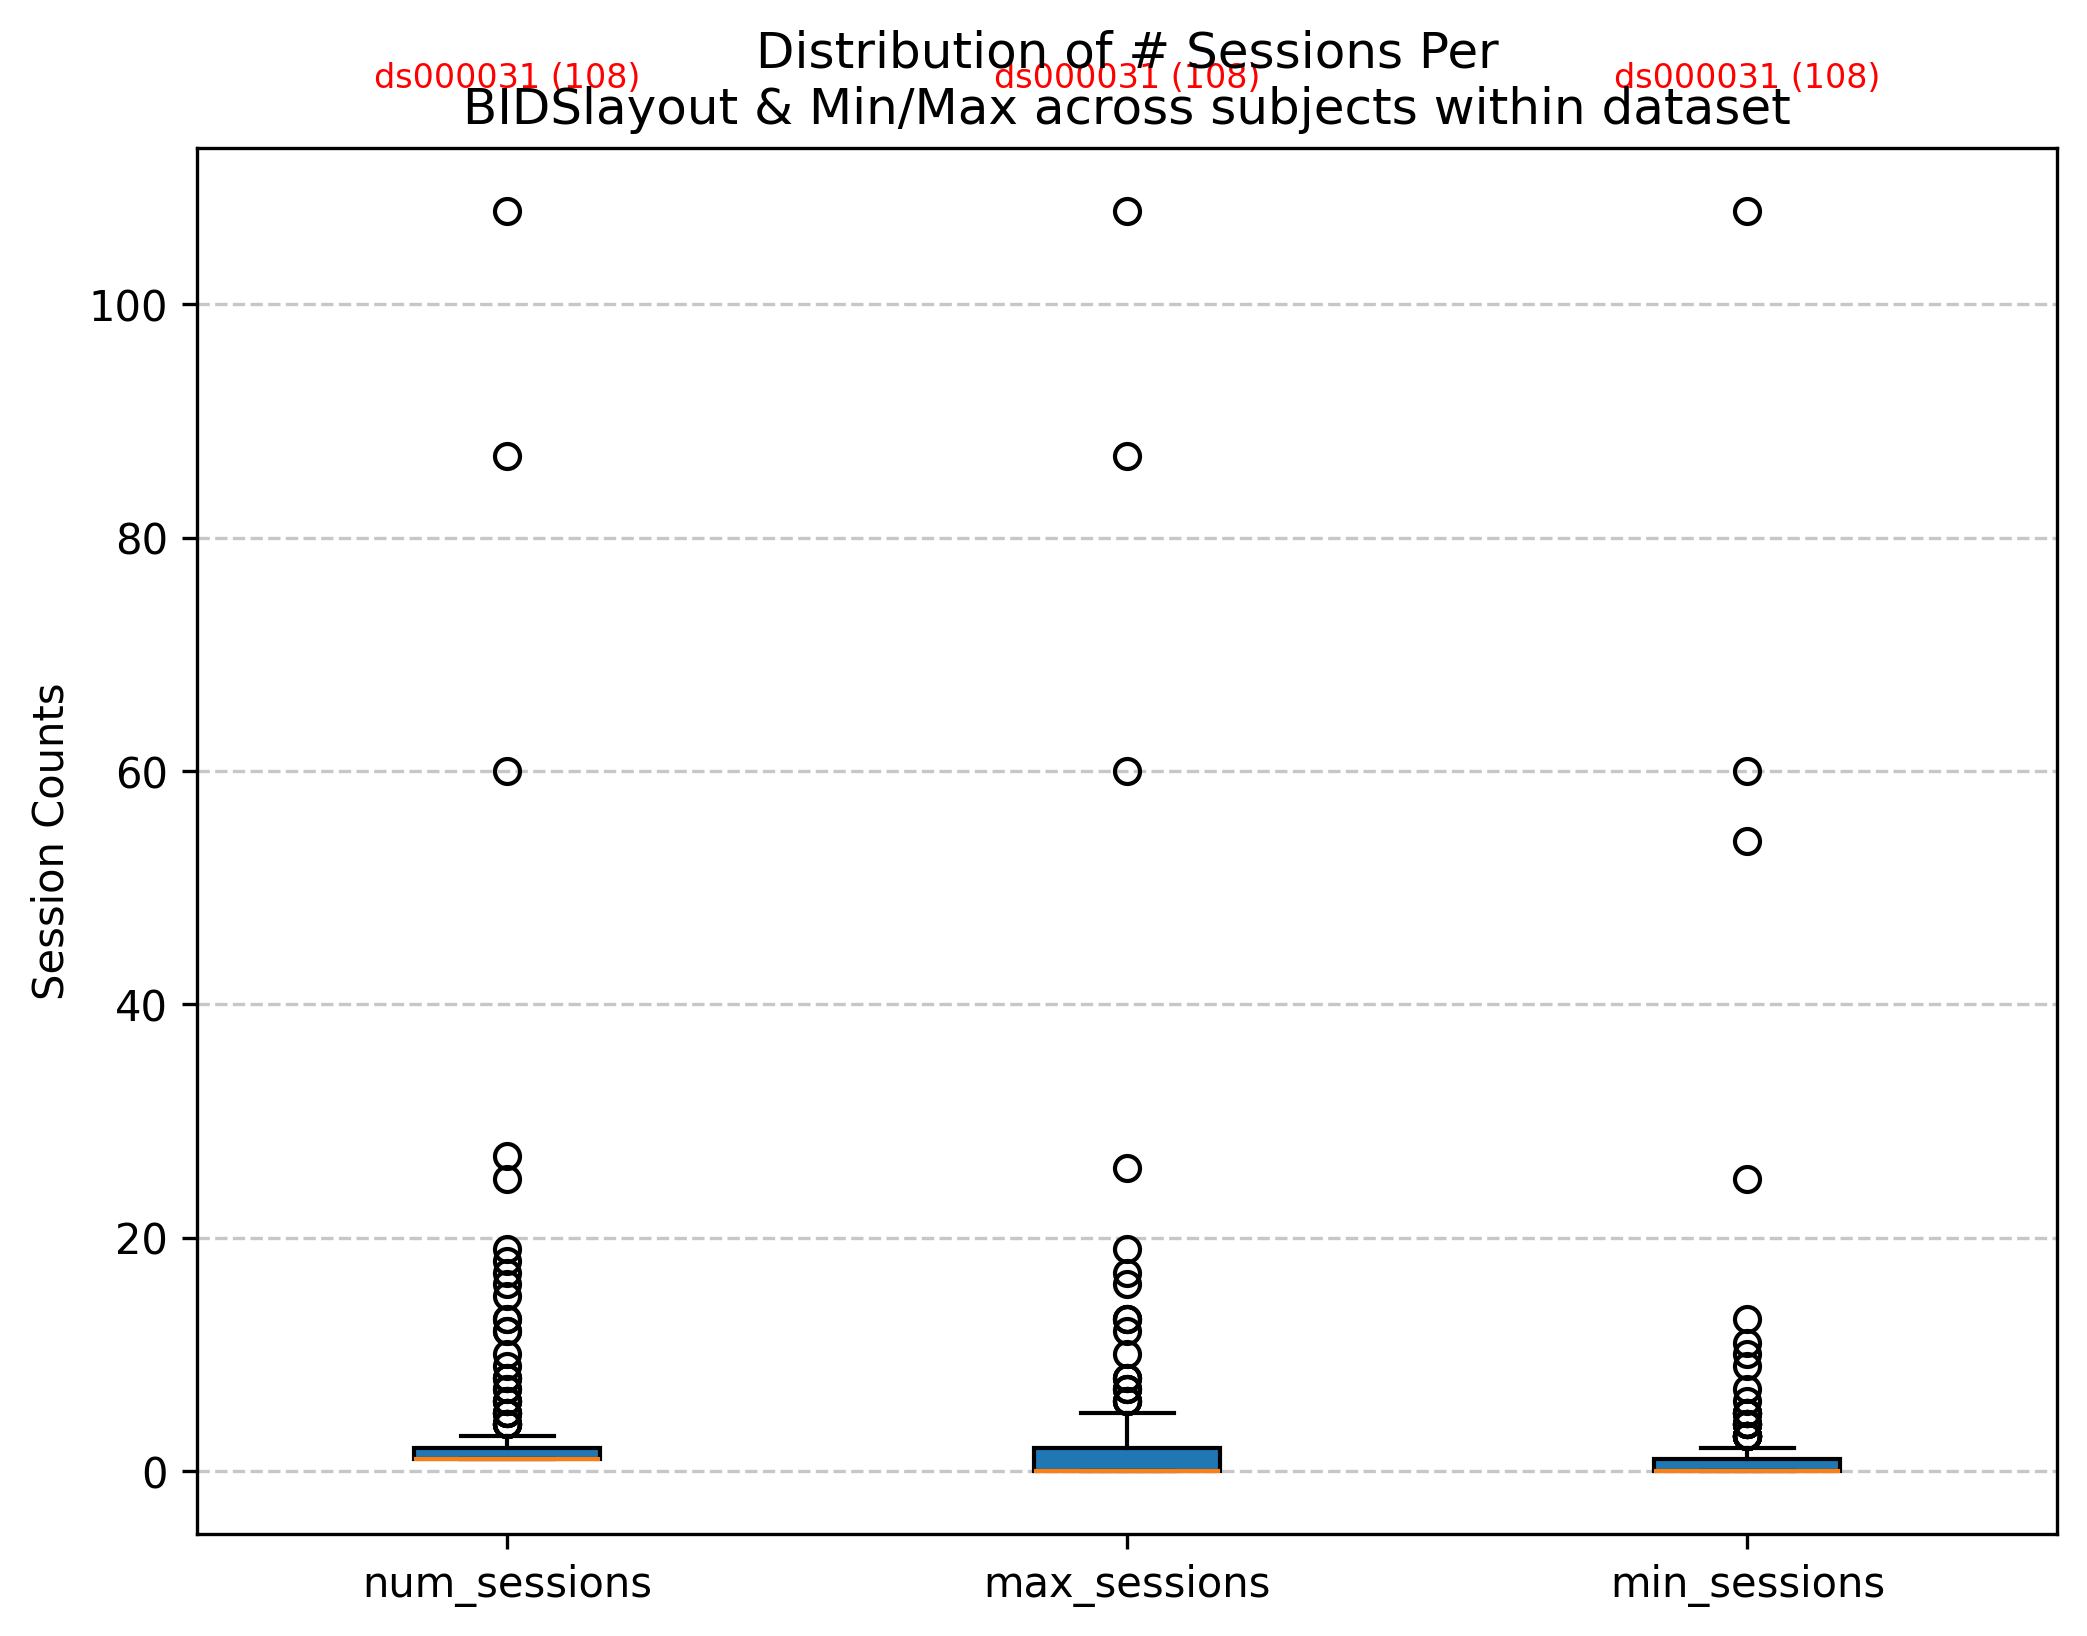 Distribution of # Sessions Per
ds000031 (108) ds000031 (108) ds000031 (108)
BIDSlayout & Min/Max across subjects within dataset
Session Counts
100
80
60
40
20
0
num_sessions max_sessions min_sessions